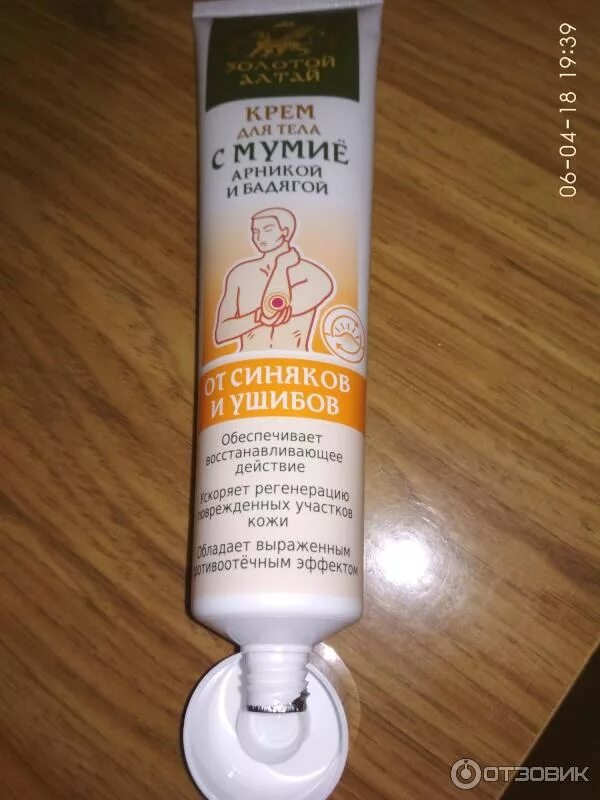 ЗОЛОТОЙ
АЛТАЙ
КРЕМ
ДЛЯ ТЕЛА
С МУМИЁ
АРНИКОЙ
И БАДЯГОЙ
ОТ СИНЯКОВ
И УШИБОВ
Обеспечивает
восстанавливающее
действие
Ускоряет регенерацию
поврежденных участков
кожи
Обладает выраженным
противоотёчным эффектом
06-04-18 19:39
ОТЗОВИК